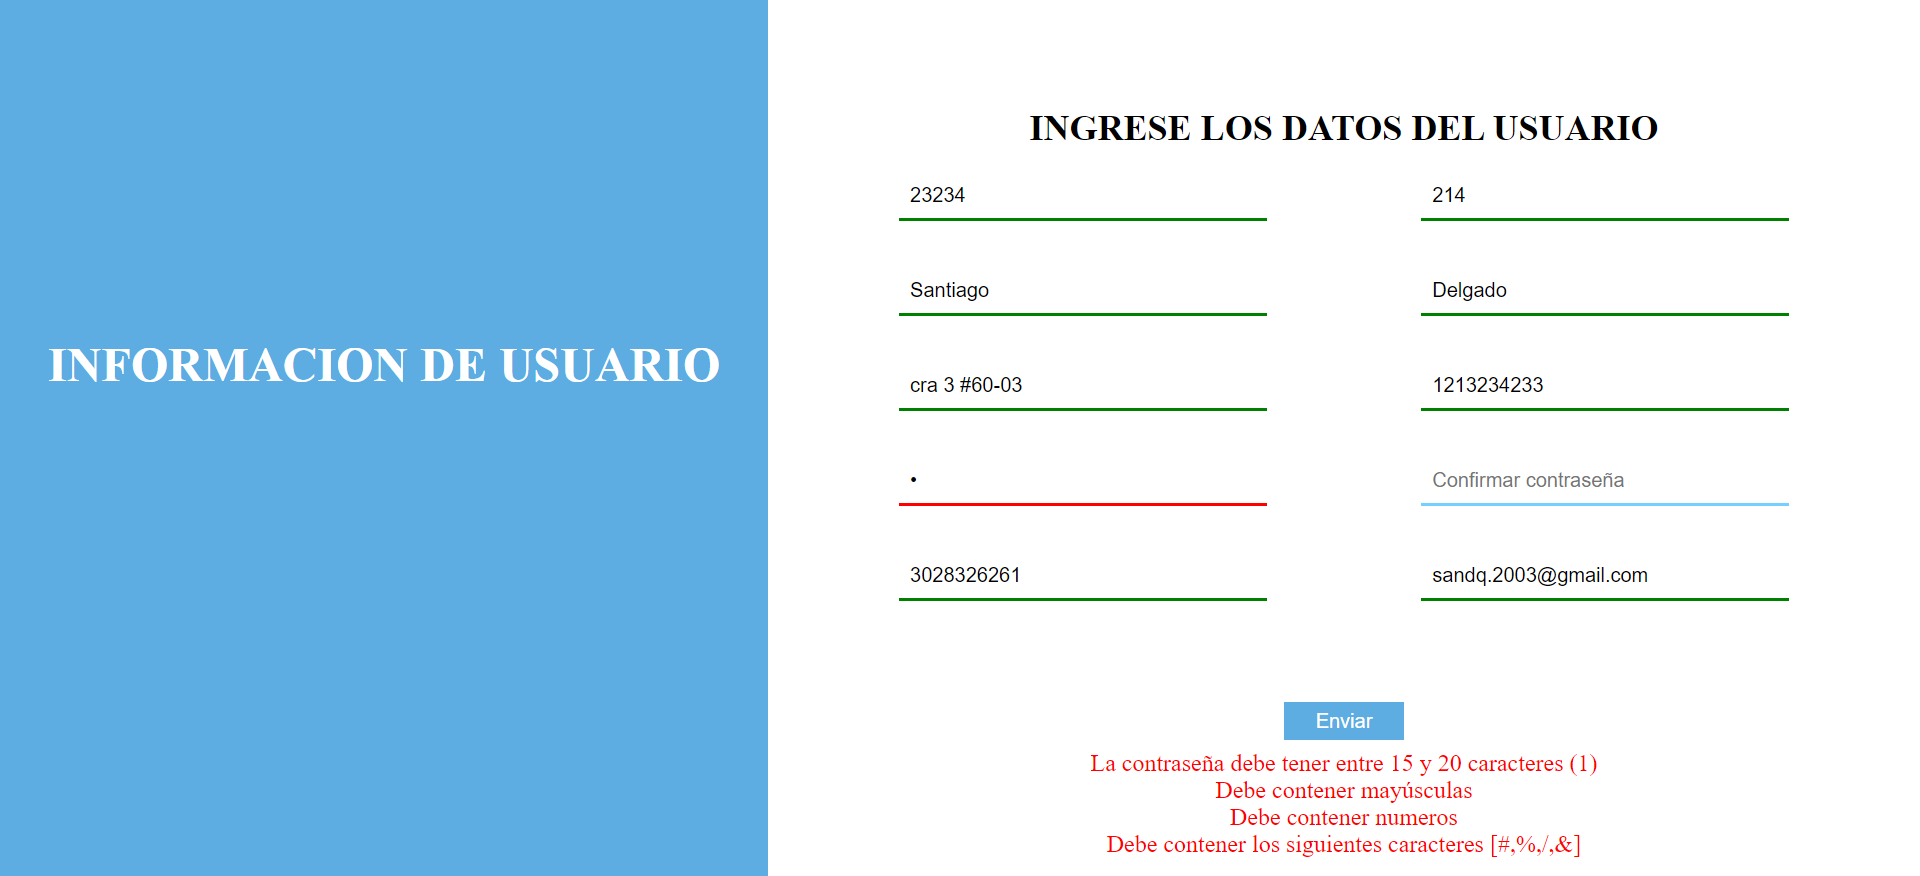 INFORMACION DE USUARIO
INGRESE LOS DATOS DEL USUARIO
23234
214
Santiago
Delgado
cra 3 #60-03
1213234233
•
Confirmar contraseña
3028326261
sandq.2003@gmail.com
Enviar
La contraseña debe tener entre 15 y 20 caracteres (1)
Debe contener mayúsculas
Debe contener numeros
Debe contener los siguientes caracteres [#,%,/,&]